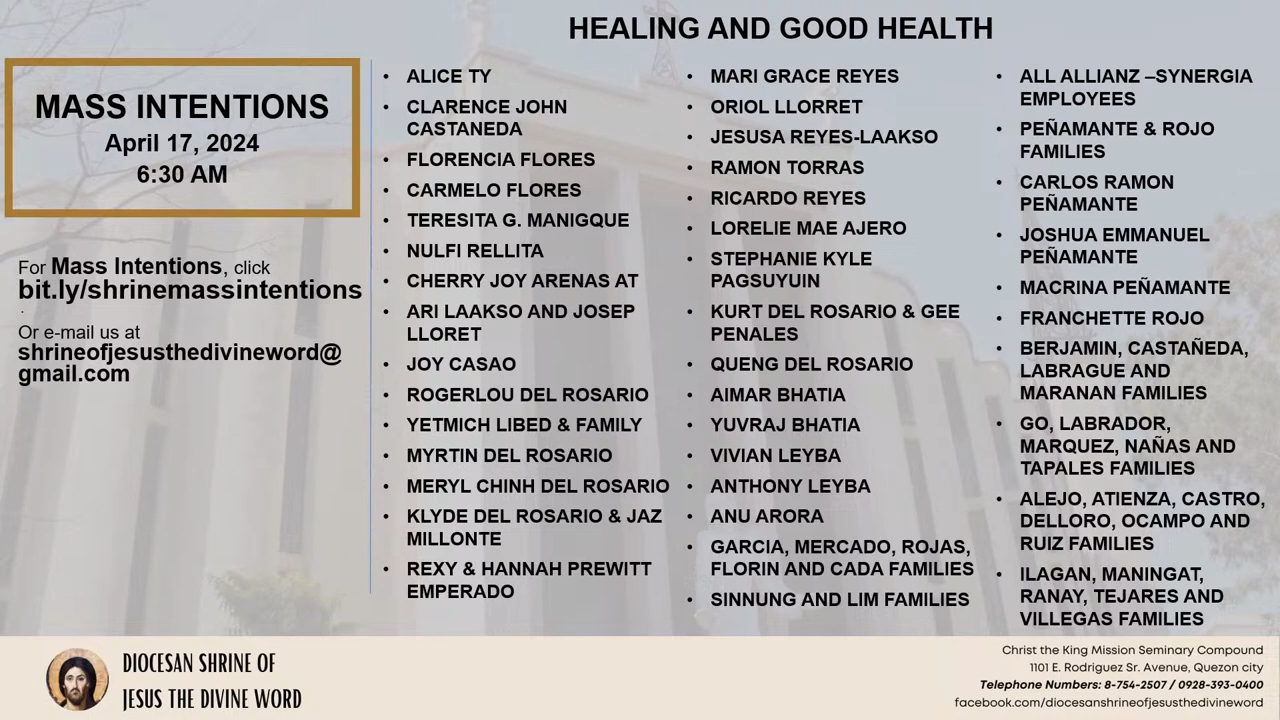 HEALING AND GOOD HEALTH
MASS INTENTIONS
April 17, 2024
6:30 AM
For Mass Intentions, click
bit.ly/shrinemassintentions
.
Or e-mail us at
shrineofjesusthedivineword@
gmail.com
• ALICE TY
• CLARENCE JOHN
CASTANEDA
• FLORENCIA FLORES
• CARMELO FLORES
• TERESITA G. MANIGQUE
• NULFI RELLITA
• CHERRY JOY ARENAS AT
• ARI LAAKSO AND JOSEP
LLORET
• JOY CASAO
• ROGERLOU DEL ROSARIO
• YETMICH LIBED & FAMILY
• MYRTIN DEL ROSARIO
• MERYL CHINH DEL ROSARIO
• KLYDE DEL ROSARIO & JAZ
MILLONTE
• REXY & HANNAH PREWITT
EMPERADO
• MARI GRACE REYES
• ORIOL LLORRET
• JESUSA REYES-LAAKSO
• RAMON TORRAS
• RICARDO REYES
• LORELIE MAE AJERO
• STEPHANIE KYLE
PAGSUYUIN
• KURT DEL ROSARIO & GEE
PENALES
• QUENG DEL ROSARIO
• AIMAR BHATIA
• YUVRAJ BHATIA
• VIVIAN LEYBA
• ANTHONY LEYBA
• ANU ARORA
• GARCIA, MERCADO, ROJAS,
FLORIN AND CADA FAMILIES
• SINNUNG AND LIM FAMILIES
• ALL ALLIANZ –SYNERGIA
EMPLOYEES
• PEÑAMANTE & ROJO
FAMILIES
• CARLOS RAMON
PEÑAMANTE
• JOSHUA EMMANUEL
PEÑAMANTE
• MACRINA PEÑAMANTE
• FRANCHETTE ROJO
• BERJAMIN, CASTAÑEDA,
LABRAGUE AND
MARANAN FAMILIES
• GO, LABRADOR,
MARQUEZ, NAÑAS AND
TAPALES FAMILIES
• ALEJO, ATIENZA, CASTRO,
DELLORO, OCAMPO AND
RUIZ FAMILIES
• ILAGAN, MANINGAT,
RANAY, TEJARES AND
VILLEGAS FAMILIES
DIOCESAN SHRINE OF
JESUS THE DIVINE WORD
Christ the King Mission Seminary Compound
1101 E. Rodriguez Sr. Avenue, Quezon city
Telephone Numbers: 8-754-2507 / 0928-393-0400
facebook.com/diocesanshrineofjesusthedivineword